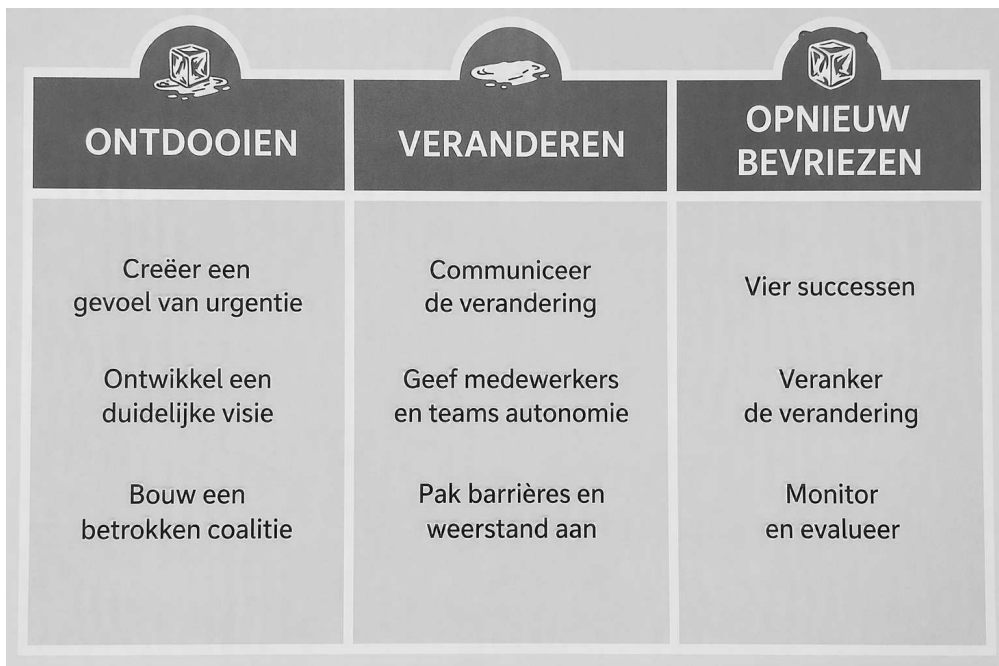 ONTDOOIEN
Creëer een
gevoel van urgentie
Ontwikkel een
duidelijke visie
Bouw een
betrokken coalitie
VERANDEREN
Communiceer
de verandering
Geef medewerkers
en teams autonomie
Pak barrières en
weerstand aan
OPNIEUW
BEVRIEZEN
Vier successen
Veranker
de verandering
Monitor
en evalueer